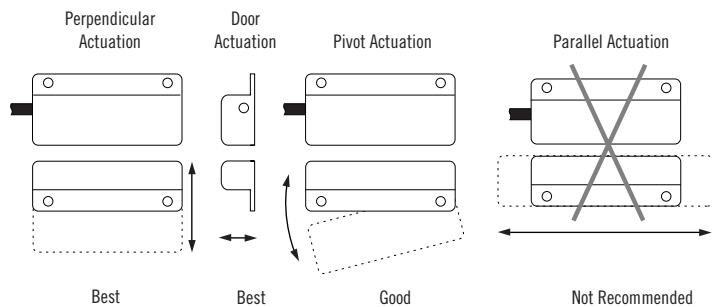 Perpendicular
Actuation
Door
Actuation
Pivot Actuation
Parallel Actuation
Best
Best
Good
Not Recommended